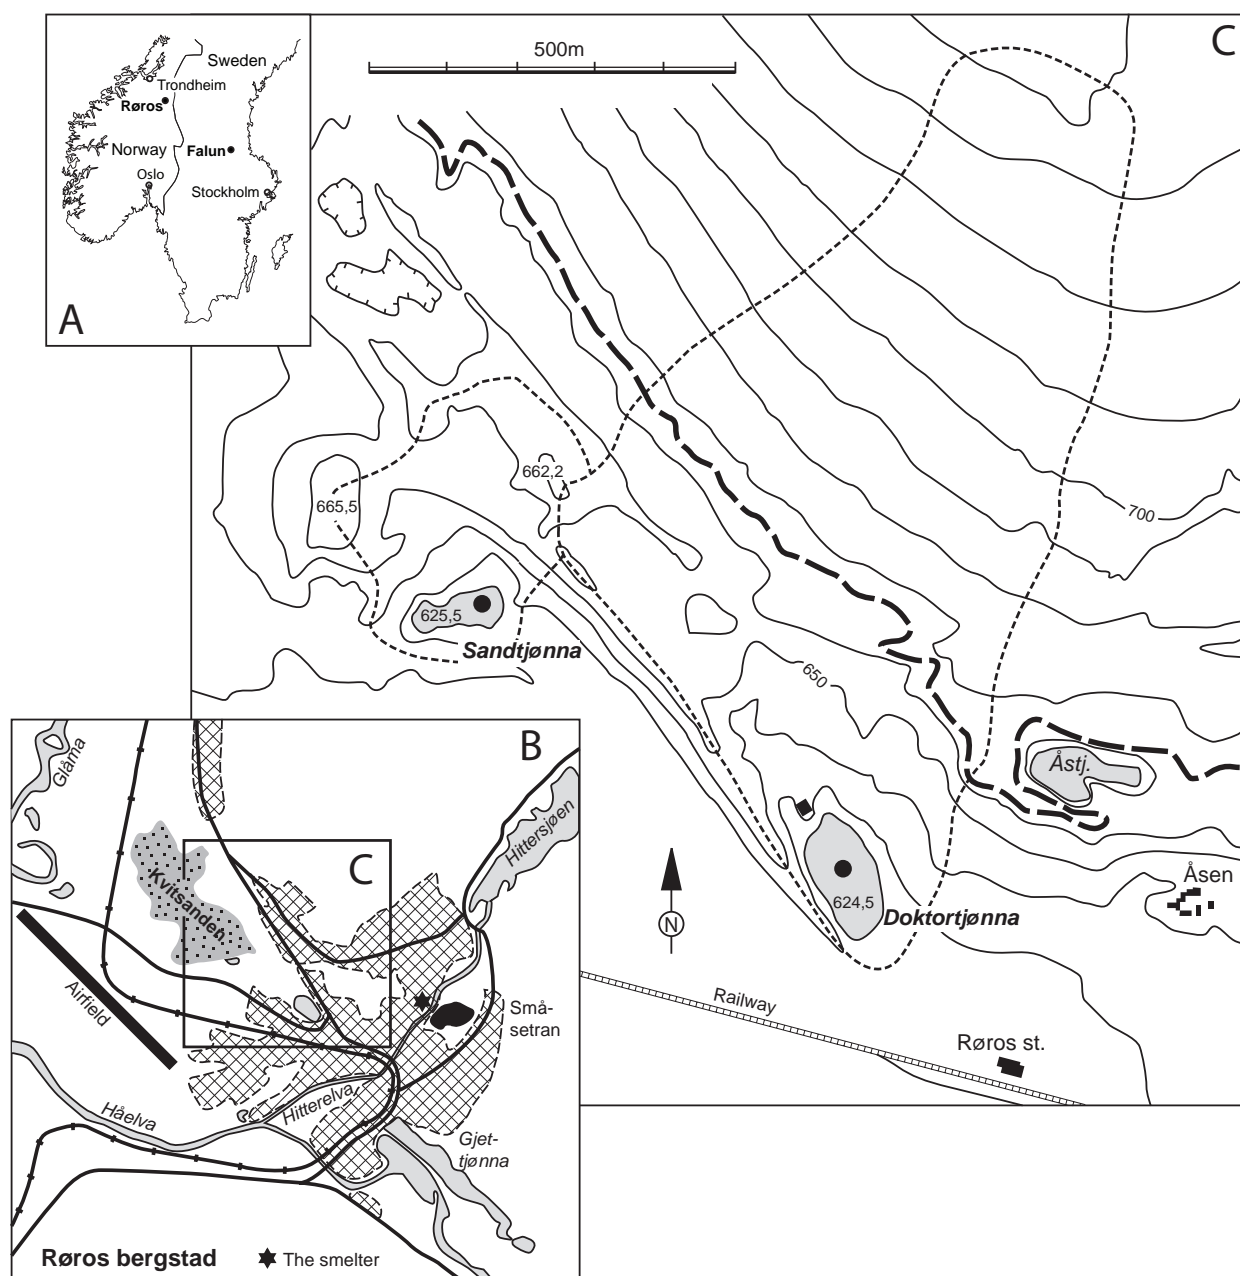 500m
C
Sweden
Trondheim
Røros
Norway
Falun
Oslo
Stockholm
A
662,2
665,5
700
625,5
Sandtjønna
650
Åstj.
Åsen
624,5
Doktortjønna
N
Railway
Røros st.
B
Glåma
Hittersjøen
C
Kvitsanden.
Airfield
Små-
setran
Håelva
Hitterelva
Gjet-
tjønna
Røros bergstad
The smelter